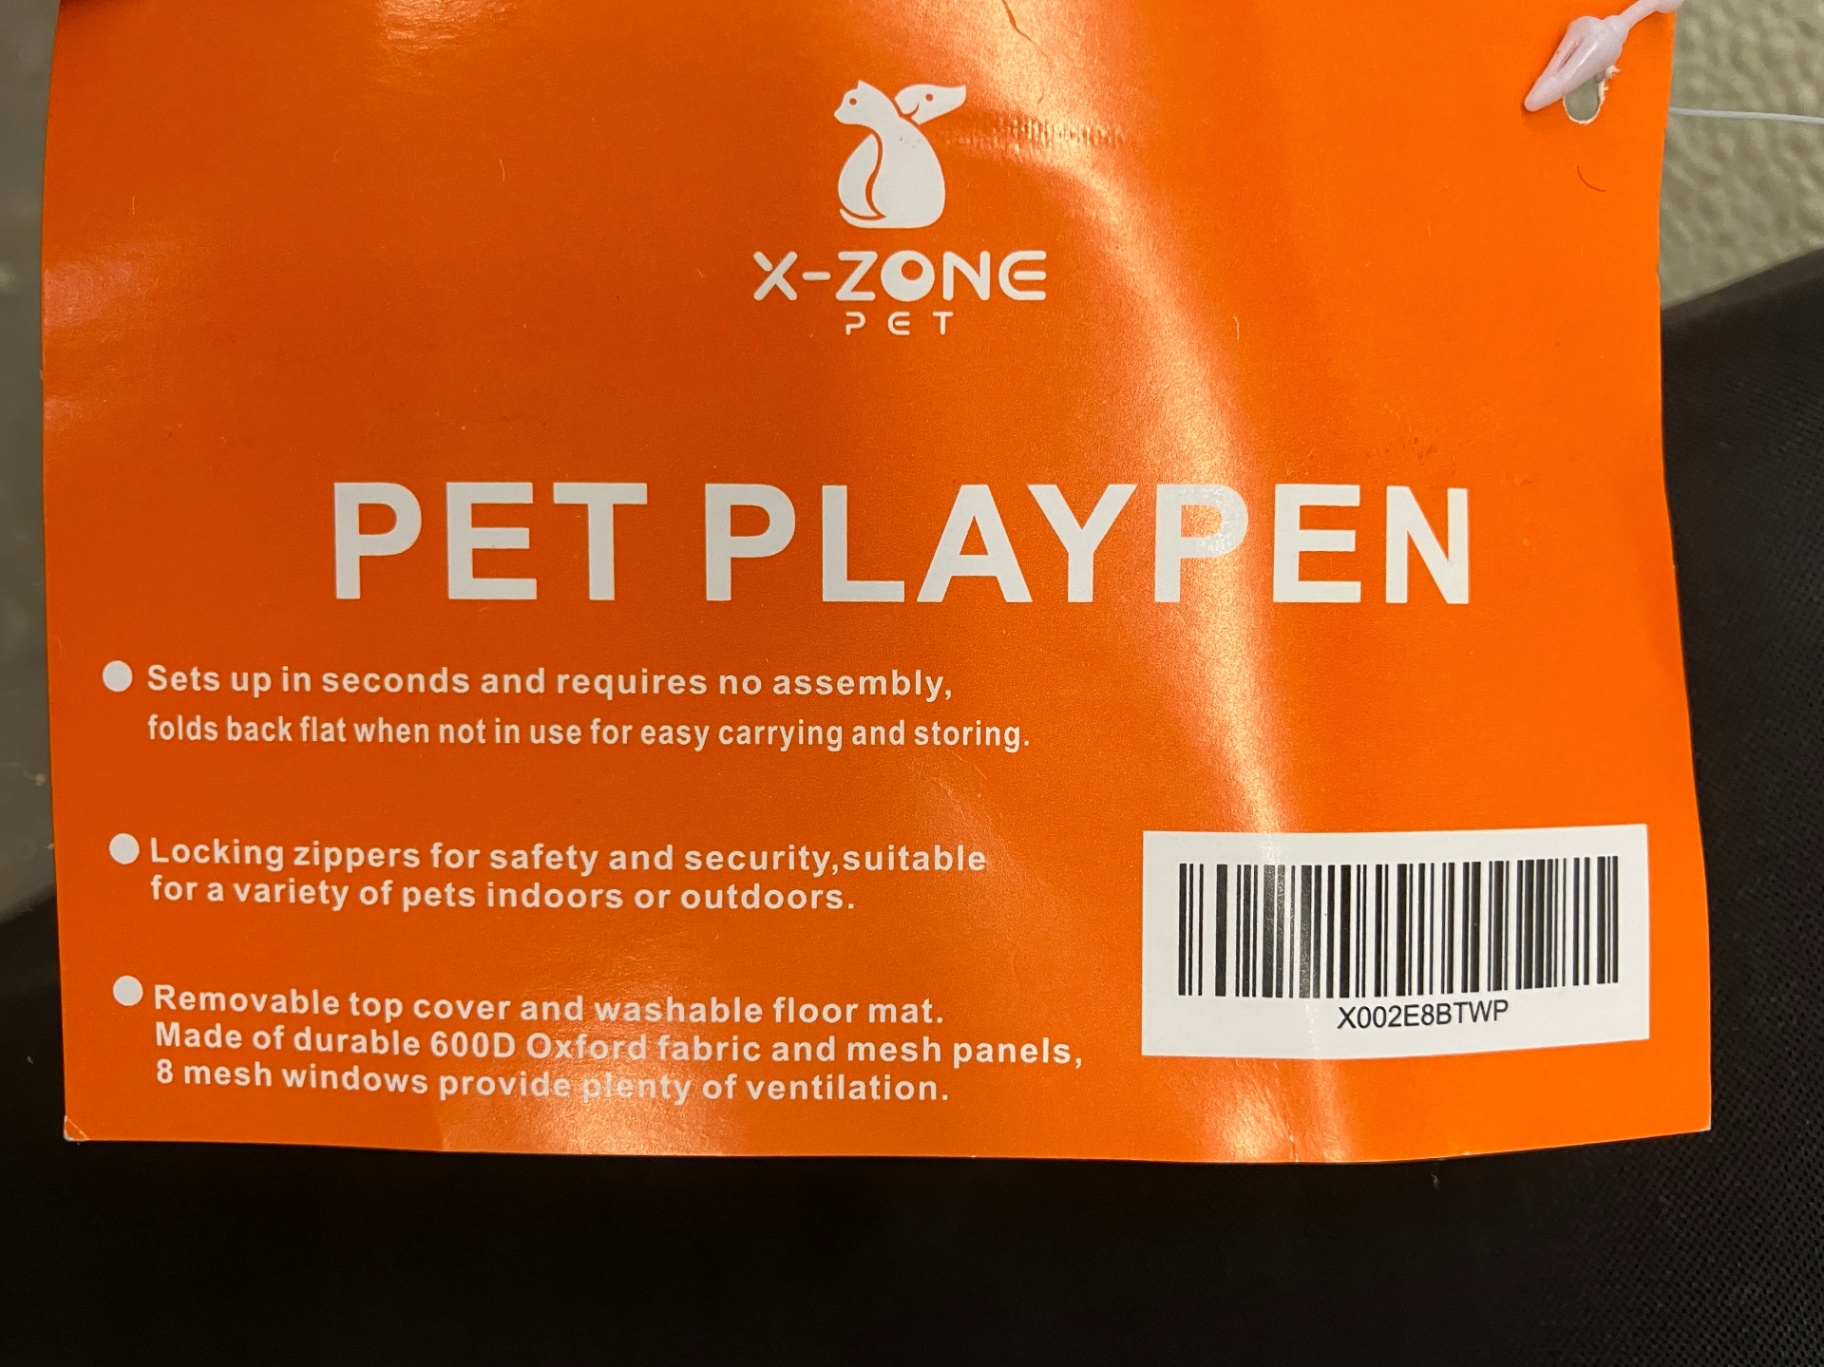 X-ZONE
PET
PET PLAYPEN
Sets up in seconds and requires no assembly,
folds back flat when not in use for easy carrying and storing.
Locking zippers for safety and security,suitable
for a variety of pets indoors or outdoors.
Removable top cover and washable floor mat.
Made of durable 600D Oxford fabric and mesh panels,
8 mesh windows provide plenty of ventilation.
X002E8BTWP